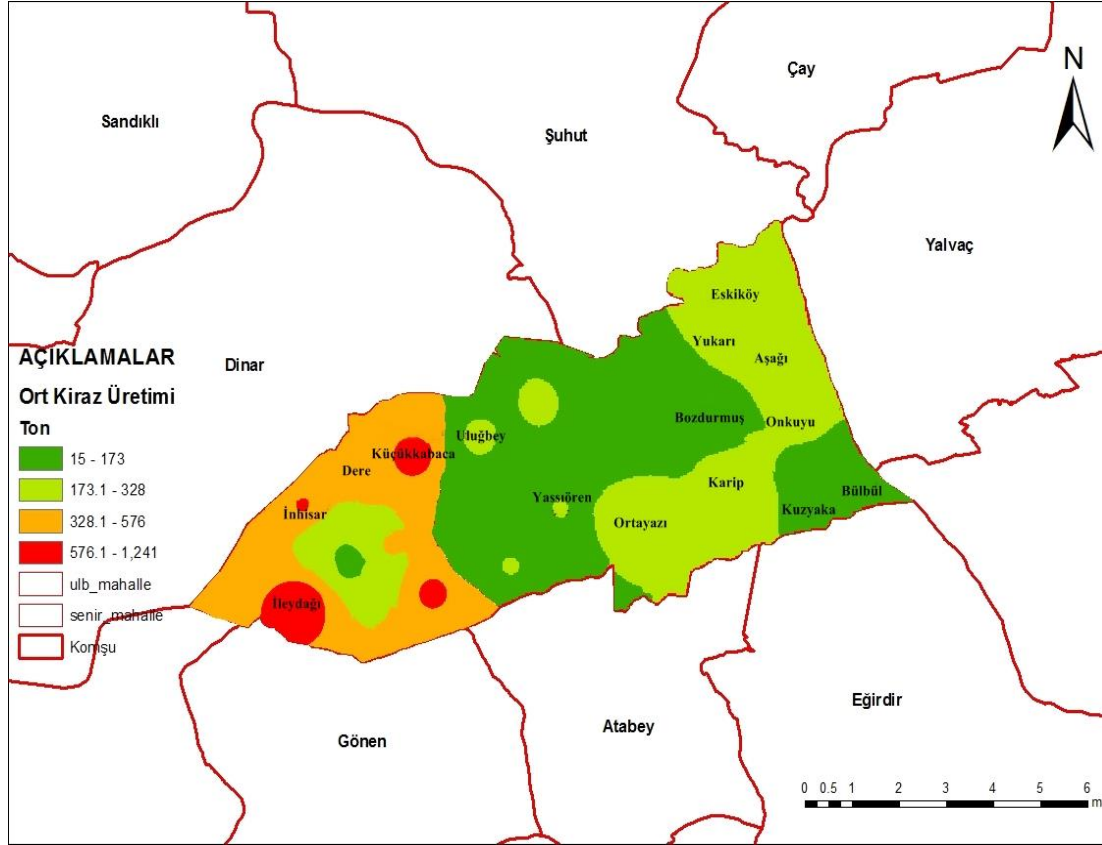 Çay
N
Sandıklı
Şuhut
Yalvaç
Eskiköy
Yukarı
Aşağı
AÇIKLAMALAR
Dinar
Ort Kiraz Üretimi
Ton
Bozdurmuş
Onkuyu
Uluğbey
15 - 173
Küçükkabaca
Dere
173.1 - 328
Karip
Bülbül
Yassıören
Kuzyaka
İnhisar
Ortayazı
328.1 - 576
576.1 - 1,241
ulb_mahalle
İleydağı
senir_mahalle
Komşu
Eğirdir
Atabey
Gönen
0 0.5 1 2 3 4 5 6
m